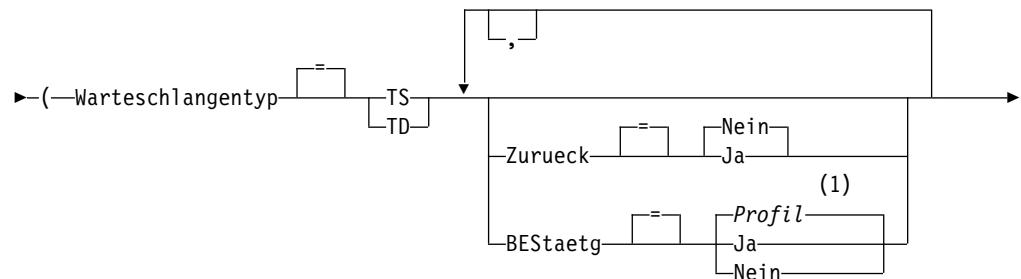 ,
(Warteschlangentyp = TS
TD
Zurueck = Nein
Ja
(1)
BEStaetg = Profil
Ja
Nein